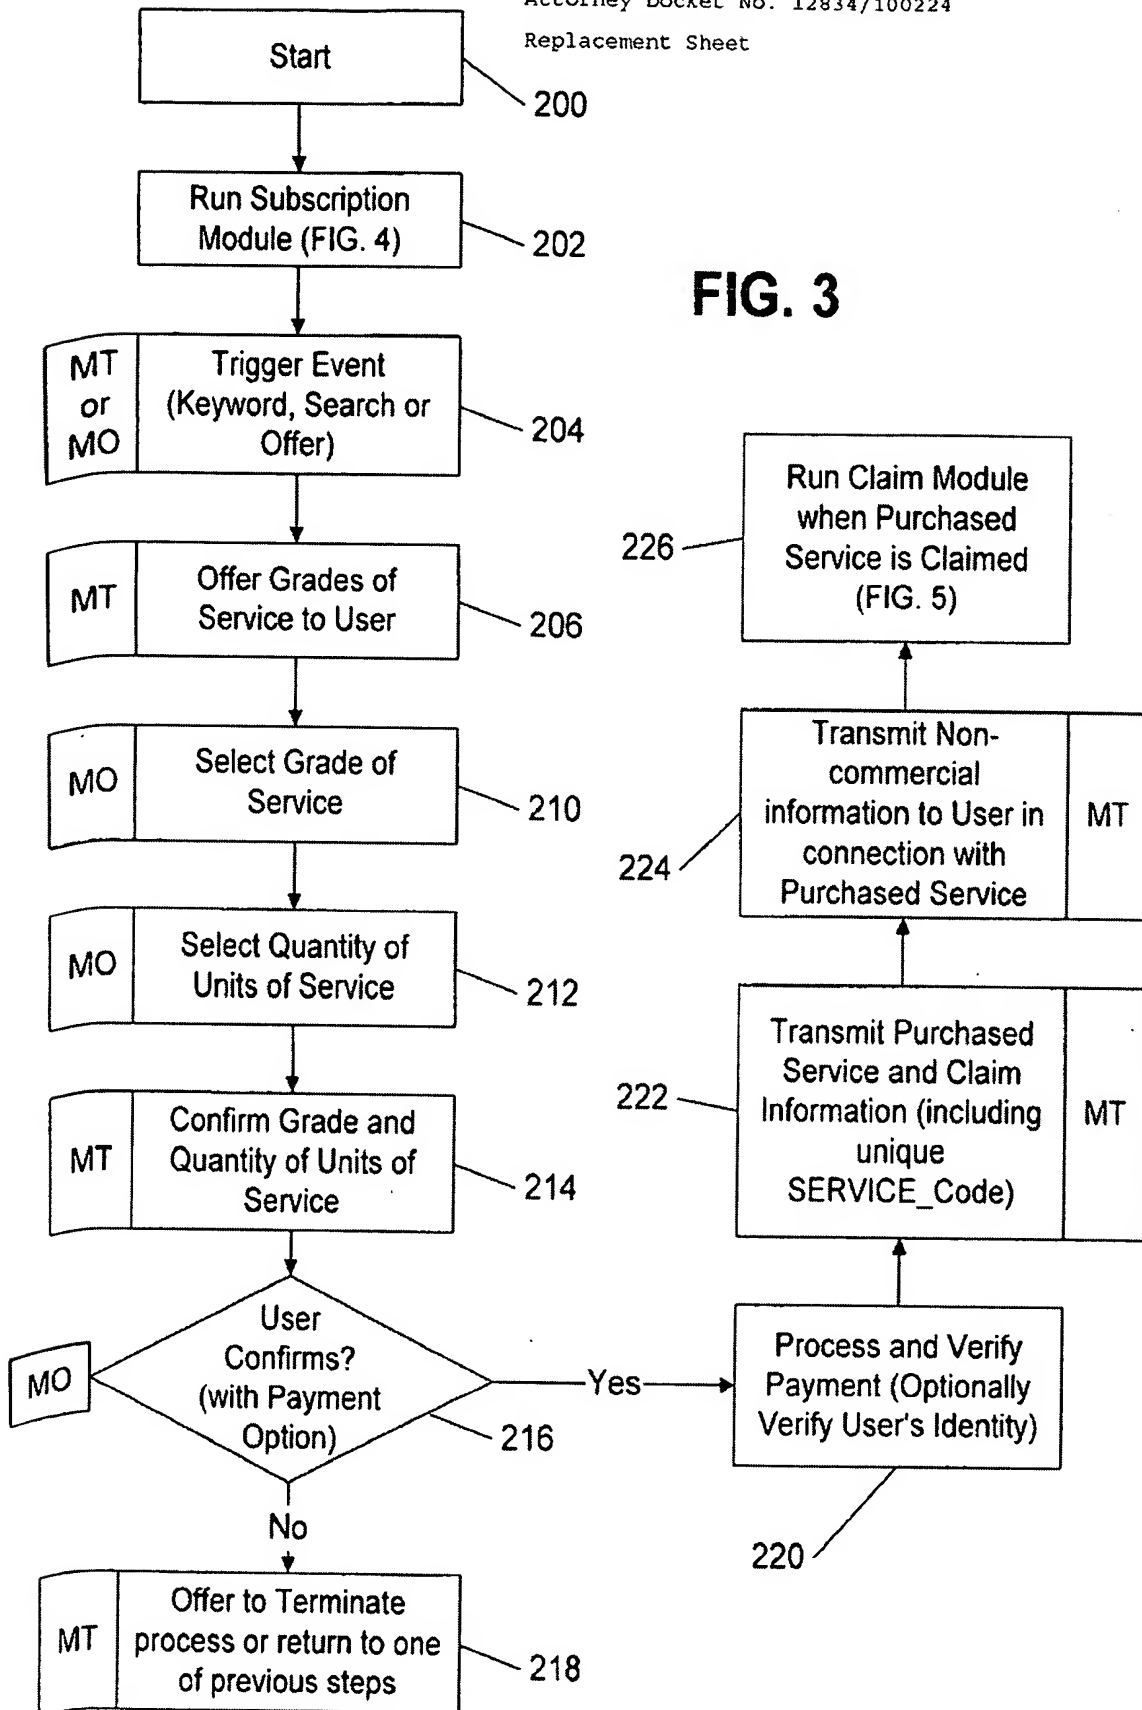 Attorney Docket No. 12834/100224
Replacement Sheet
Start
200
Run Subscription
Module (FIG. 4)
202
FIG. 3
MT
or
MO
Trigger Event
(Keyword, Search or
Offer)
204
MT
Offer Grades of
Service to User
206
MO
Select Grade of
Service
210
MO
Select Quantity of
Units of Service
212
MT
Confirm Grade and
Quantity of Units of
Service
214
MO
User
Confirms?
(with Payment
Option)
216
Yes
No
MT
Offer to Terminate
process or return to one
of previous steps
218
Process and Verify
Payment (Optionally
Verify User's Identity)
220
Transmit Purchased
Service and Claim
Information (including
unique
SERVICE_Code)
MT
222
Transmit Non-
commercial
information to User in
connection with
Purchased Service
MT
224
Run Claim Module
when Purchased
Service is Claimed
(FIG. 5)
226